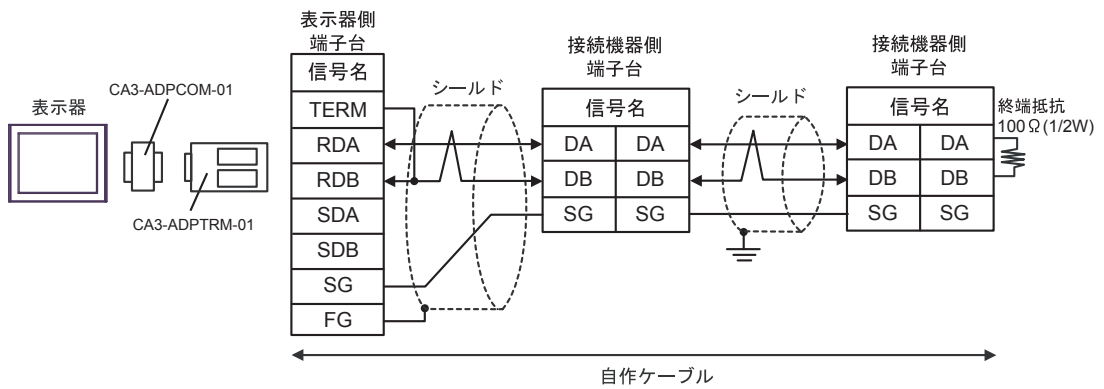 表示器
CA3-ADPCOM-01
CA3-ADPTRM-01
表示器側
端子台
信号名
TERM
RDA
RDB
SDA
SDB
SG
FG
シールド
接続機器側
端子台
信号名
DA DA
DB DB
SG SG
シールド
接続機器側
端子台
信号名
DA DA
DB DB
SG SG
終端抵抗
100Ω(1/2W)
自作ケーブル